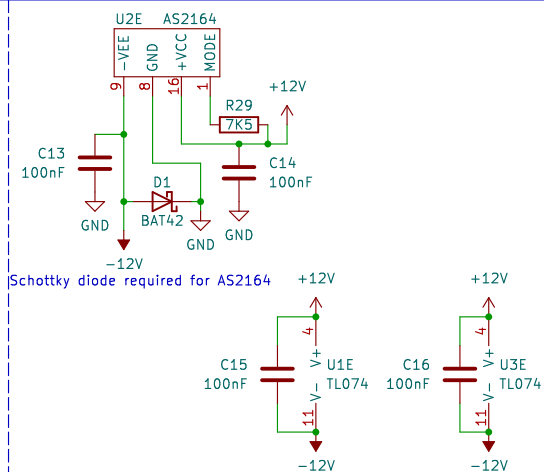 U2E AS2164
-VEE
GND
+VCC
MODE
9
8
16
1
+12V
R29
7K5
C13
100nF
C14
100nF
D1
BAT42
GND
GND
GND
-12V
Schottky diode required for AS2164
+12V
+12V
4
4
C15
100nF
V+
V-
U1E
TL074
C16
100nF
V+
V-
U3E
TL074
11
11
-12V
-12V